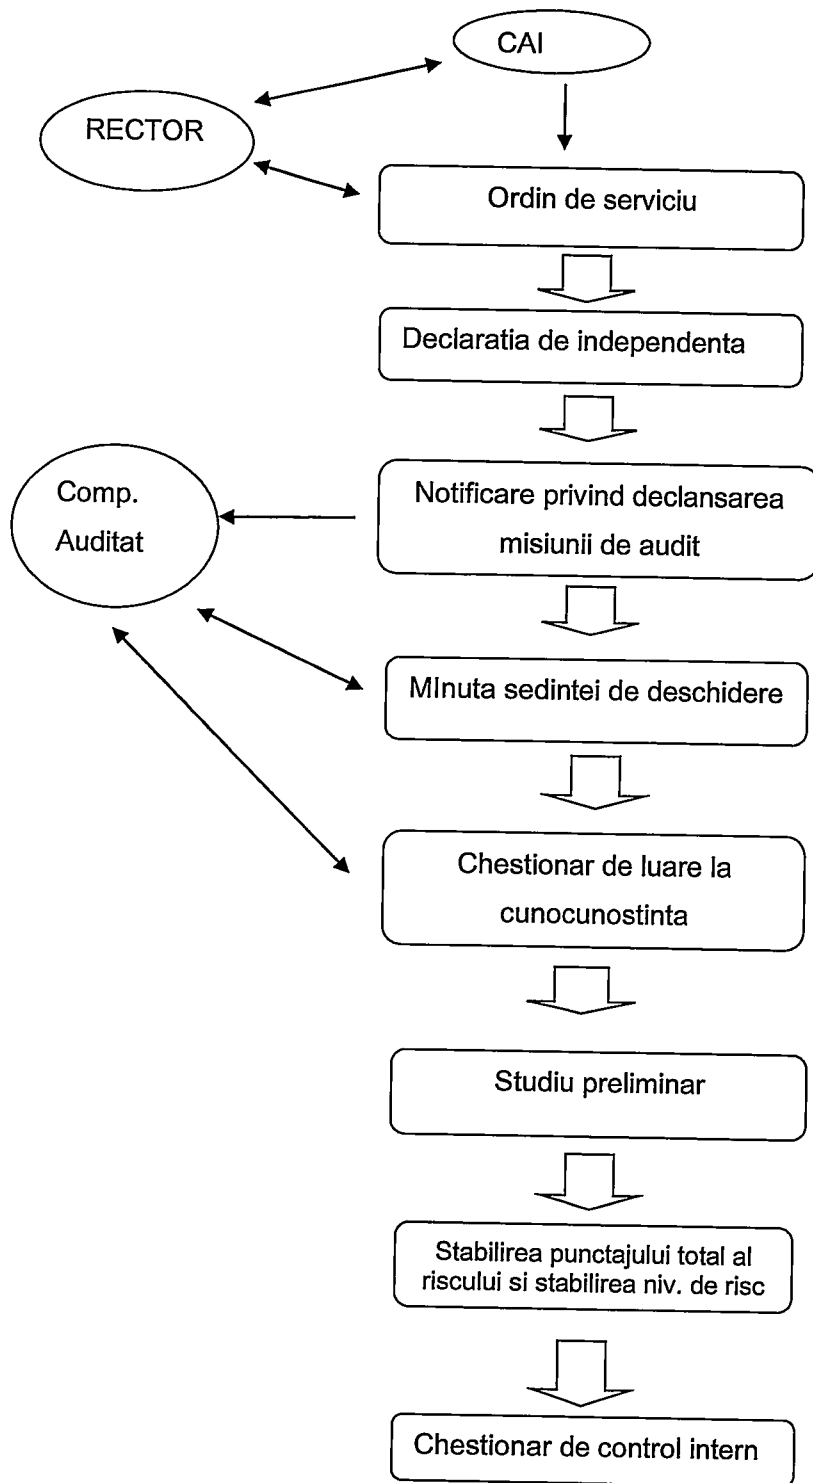 CAI
RECTOR
Ordin de serviciu
Declaratia de independenta
Notificare privind declansarea
misiunii de audit
Comp.
Auditat
MInuta sedintei de deschidere
Chestionar de luare la
cunocunostinta
Studiu preliminar
Stabilirea punctajului total al
riscului si stabilirea niv. de risc
Chestionar de control intern